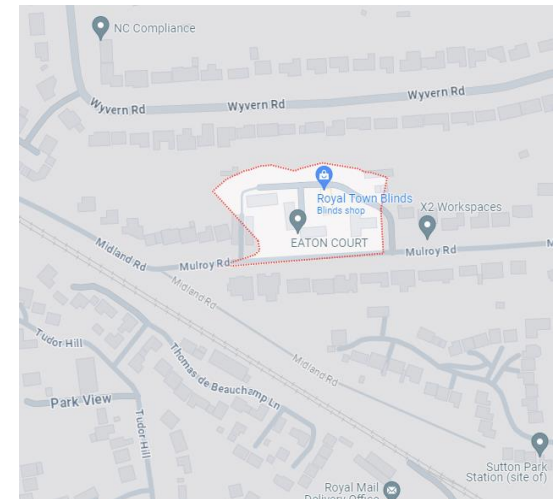 NC Compliance
Wyvern Rd
Wyvern Rd
Wyvern Rd
Royal Town Blinds
Blinds shop
X2 Workspaces
EATON COURT
Midland Rd
Mulroy Rd
Mulroy Rd
Midland Rd
Midland Rd
Tudor Hill
Thomas de Beauchamp Ln
Park View
Tudor Hill
Sutton Park
Station (site of)
Royal Mail
Delivery Office